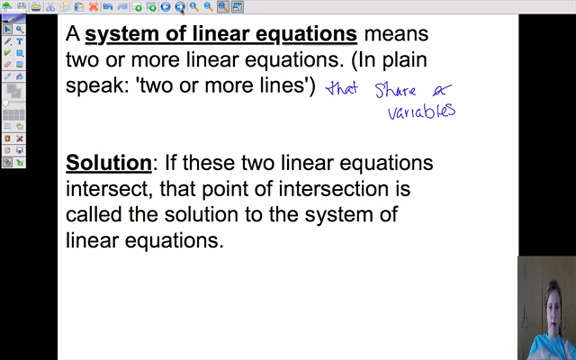 A system of linear equations means
two or more linear equations. (In plain
speak: 'two or more lines') that share
variables
Solution: If these two linear equations
intersect, that point of intersection is
called the solution to the system of
linear equations.